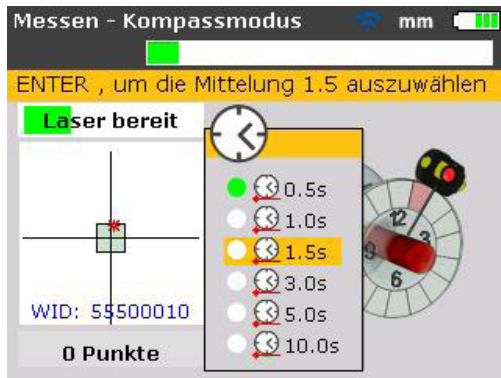 Messen - Kompassmodus mm
ENTER , um die Mittelung 1.5 auszuwählen
Laser bereit
0.5s
1.0s
1.5s
3.0s
5.0s
10.0s
12
3
6
9
WID: 55500010
0 Punkte